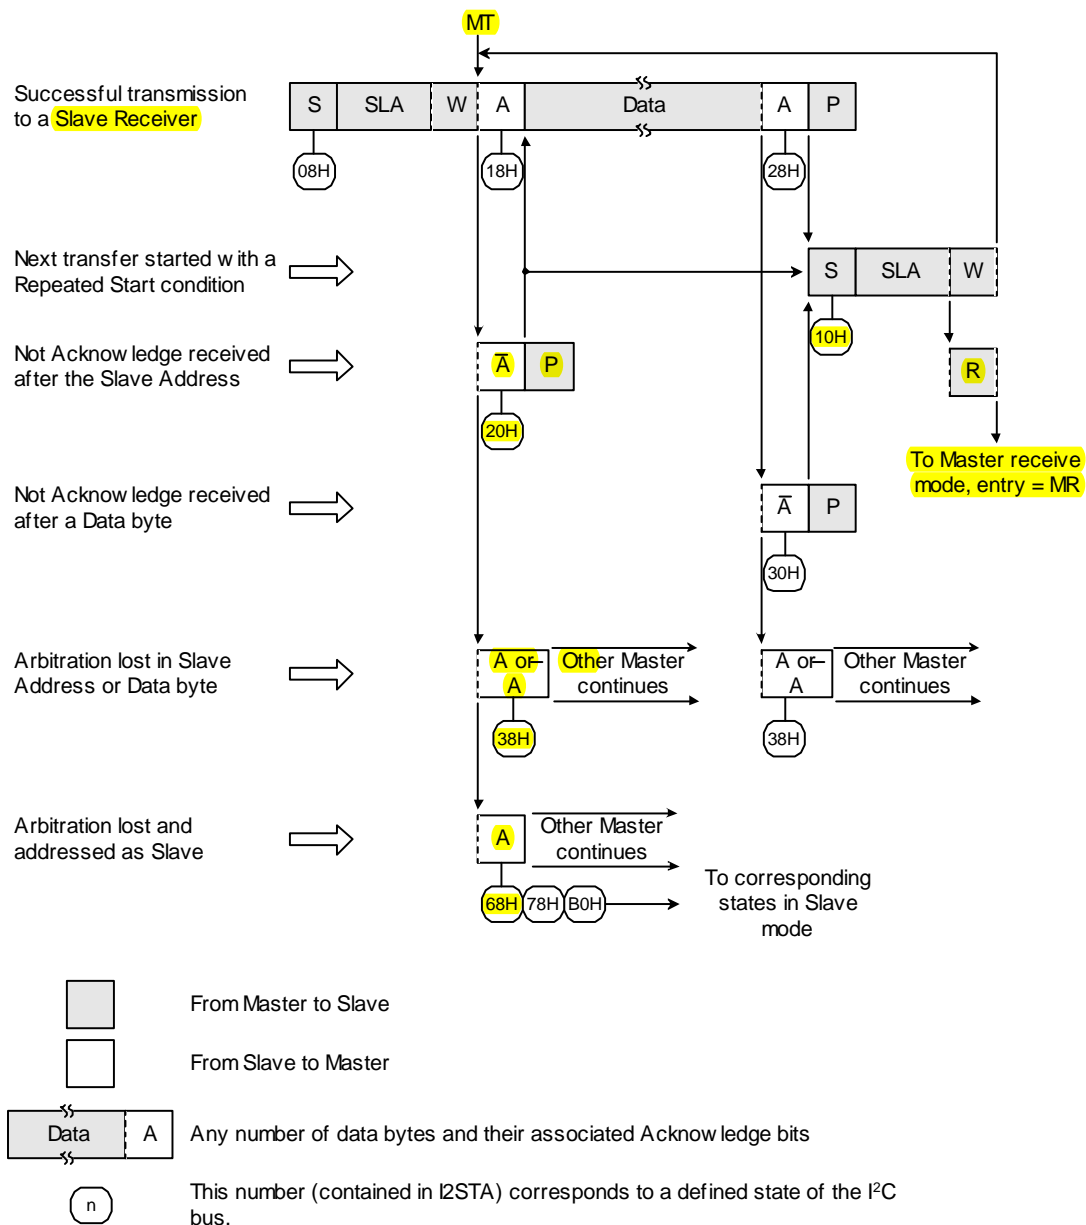 MT
Successful transmission
to a Slave Receiver
S SLA W A Data A P
08H 18H 28H
Next transfer started with a
Repeated Start condition
S SLA W
10H
Not Acknowledge received
after the Slave Address
A̅ P
R
20H
To Master receive
mode, entry = MR
Not Acknowledge received
after a Data byte
A̅ P
30H
Arbitration lost in Slave
Address or Data byte
A or
A̅
Other Master
continues
A or
A̅
Other Master
continues
38H 38H
Arbitration lost and
addressed as Slave
A
Other Master
continues
68H 78H B0H
To corresponding
states in Slave
mode
From Master to Slave
From Slave to Master
Data A Any number of data bytes and their associated Acknowledge bits
n
This number (contained in I2STA) corresponds to a defined state of the I²C
bus.